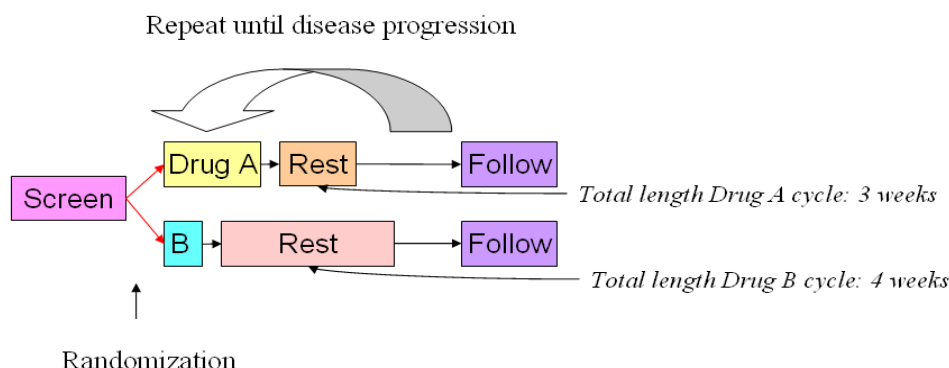 Repeat until disease progression
Drug A
Rest
Follow
Screen
Total length Drug A cycle: 3 weeks
B
Rest
Follow
Total length Drug B cycle: 4 weeks
Randomization